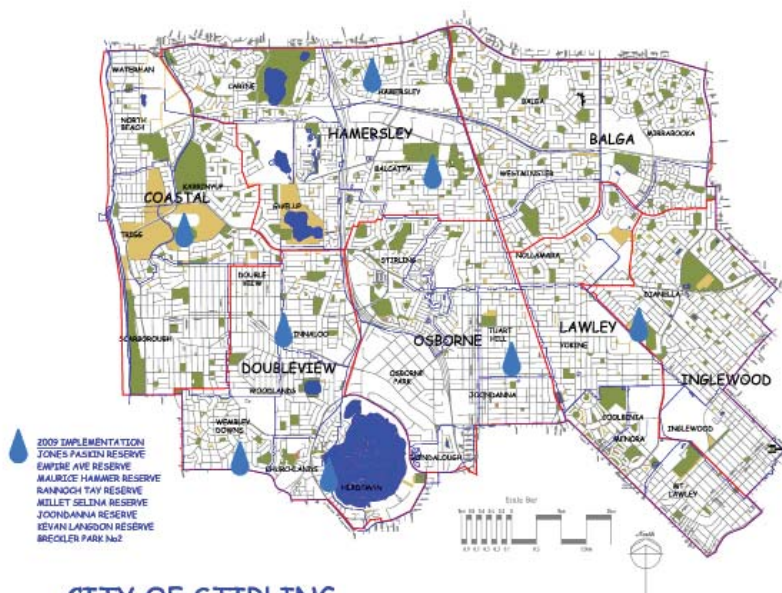 WATERMAN
CARINE
HAMERSLEY
BALGA
NORTH
BEACH
HAMERSLEY
BALGA
MIRRABOOKA
BALCATTA
WESTMINSTER
KARRINYUP
COASTAL
GWELUP
TRIGG
STIRLING
NOLLAMARA
DOUBLE
VIEW
DIANELLA
SCARBOROUGH
INNALOO
OSBORNE
TUART
HILL
LAWLEY
YOKINE
DOUBLEVIEW
OSBORNE
PARK
INGLEWOOD
WOODLANDS
JOONDANNA
WEMBLEY
DOWNS
COOLBINIA
INGLEWOOD
MENORA
CHURCHLANDS
HERDSMAN
MT
LAWLEY
2009 IMPLEMENTATION
JONES PASKIN RESERVE
EMPIRE AVE RESERVE
MAURICE HAMMER RESERVE
RANNOCH TAY RESERVE
MILLET SELINA RESERVE
JOONDANNA RESERVE
KEVAN LANGDON RESERVE
BRECKLER PARK No2
Scale Bar
North
CITY OF STIRLING